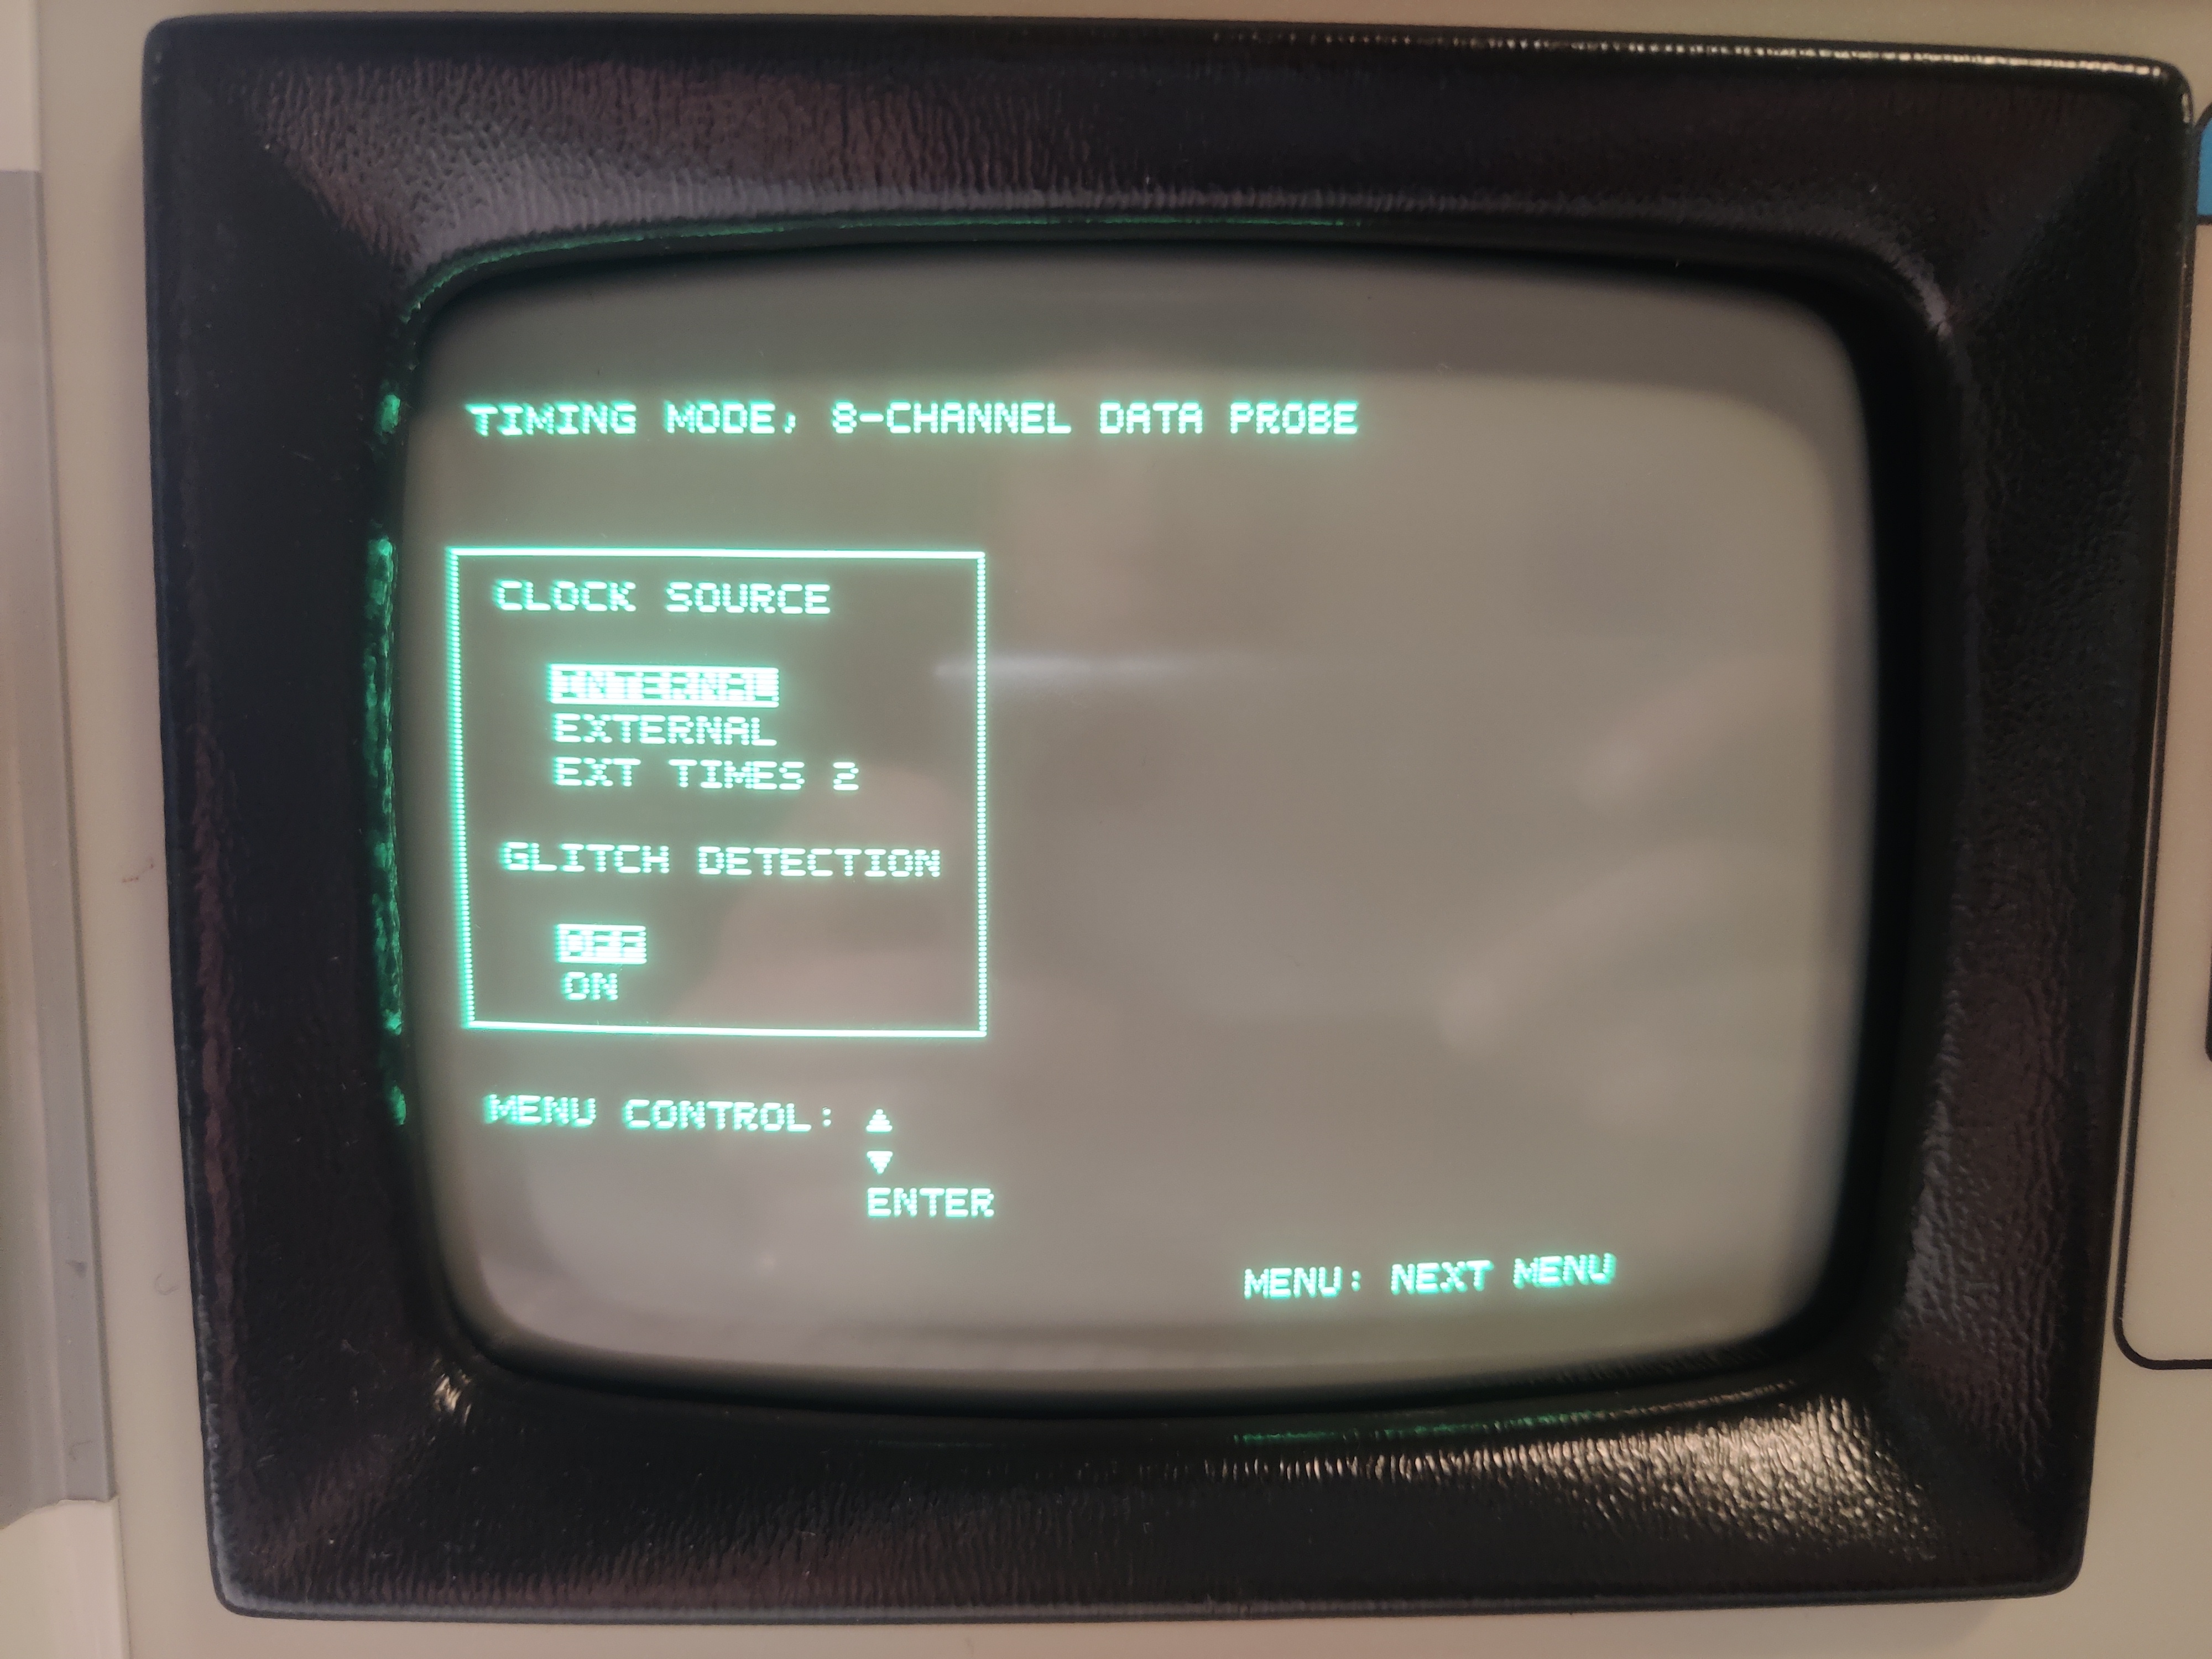 TIMING MODE, 8-CHANNEL DATA PROBE
CLOCK SOURCE
INTERNAL
EXTERNAL
EXT TIMES 2
GLITCH DETECTION
OFF
ON
MENU CONTROL: ▲
▼
ENTER
MENU: NEXT MENU